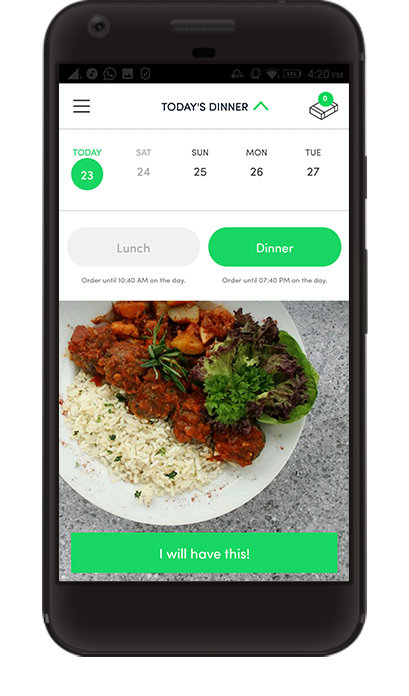 4:20 PM
TODAY'S DINNER
0
TODAY SAT SUN MON TUE
23 24 25 26 27
Lunch Dinner
Order until 10:40 AM on the day. Order until 07:40 PM on the day.
I will have this!